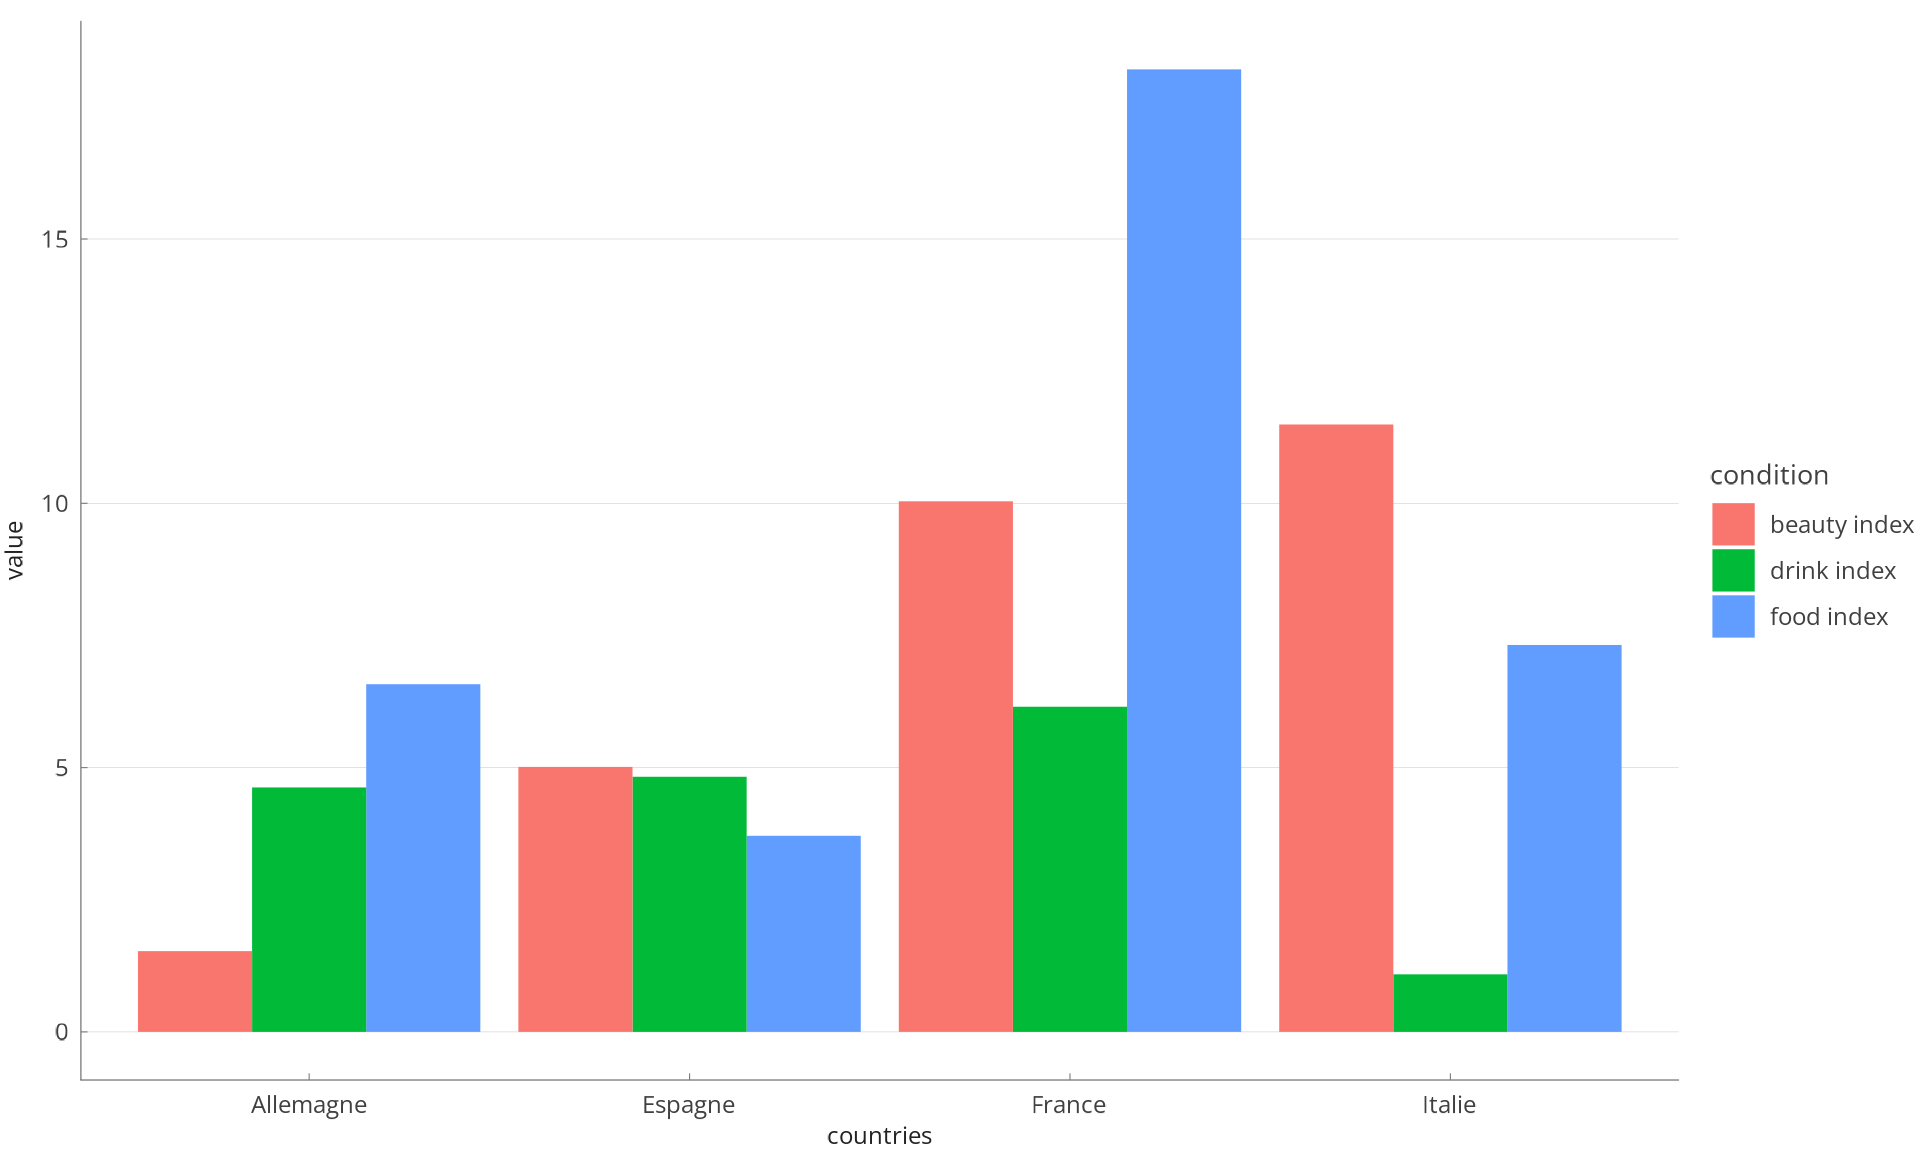 15
10
5
0
value
Allemagne
Espagne
France
Italie
countries
condition
beauty index
drink index
food index